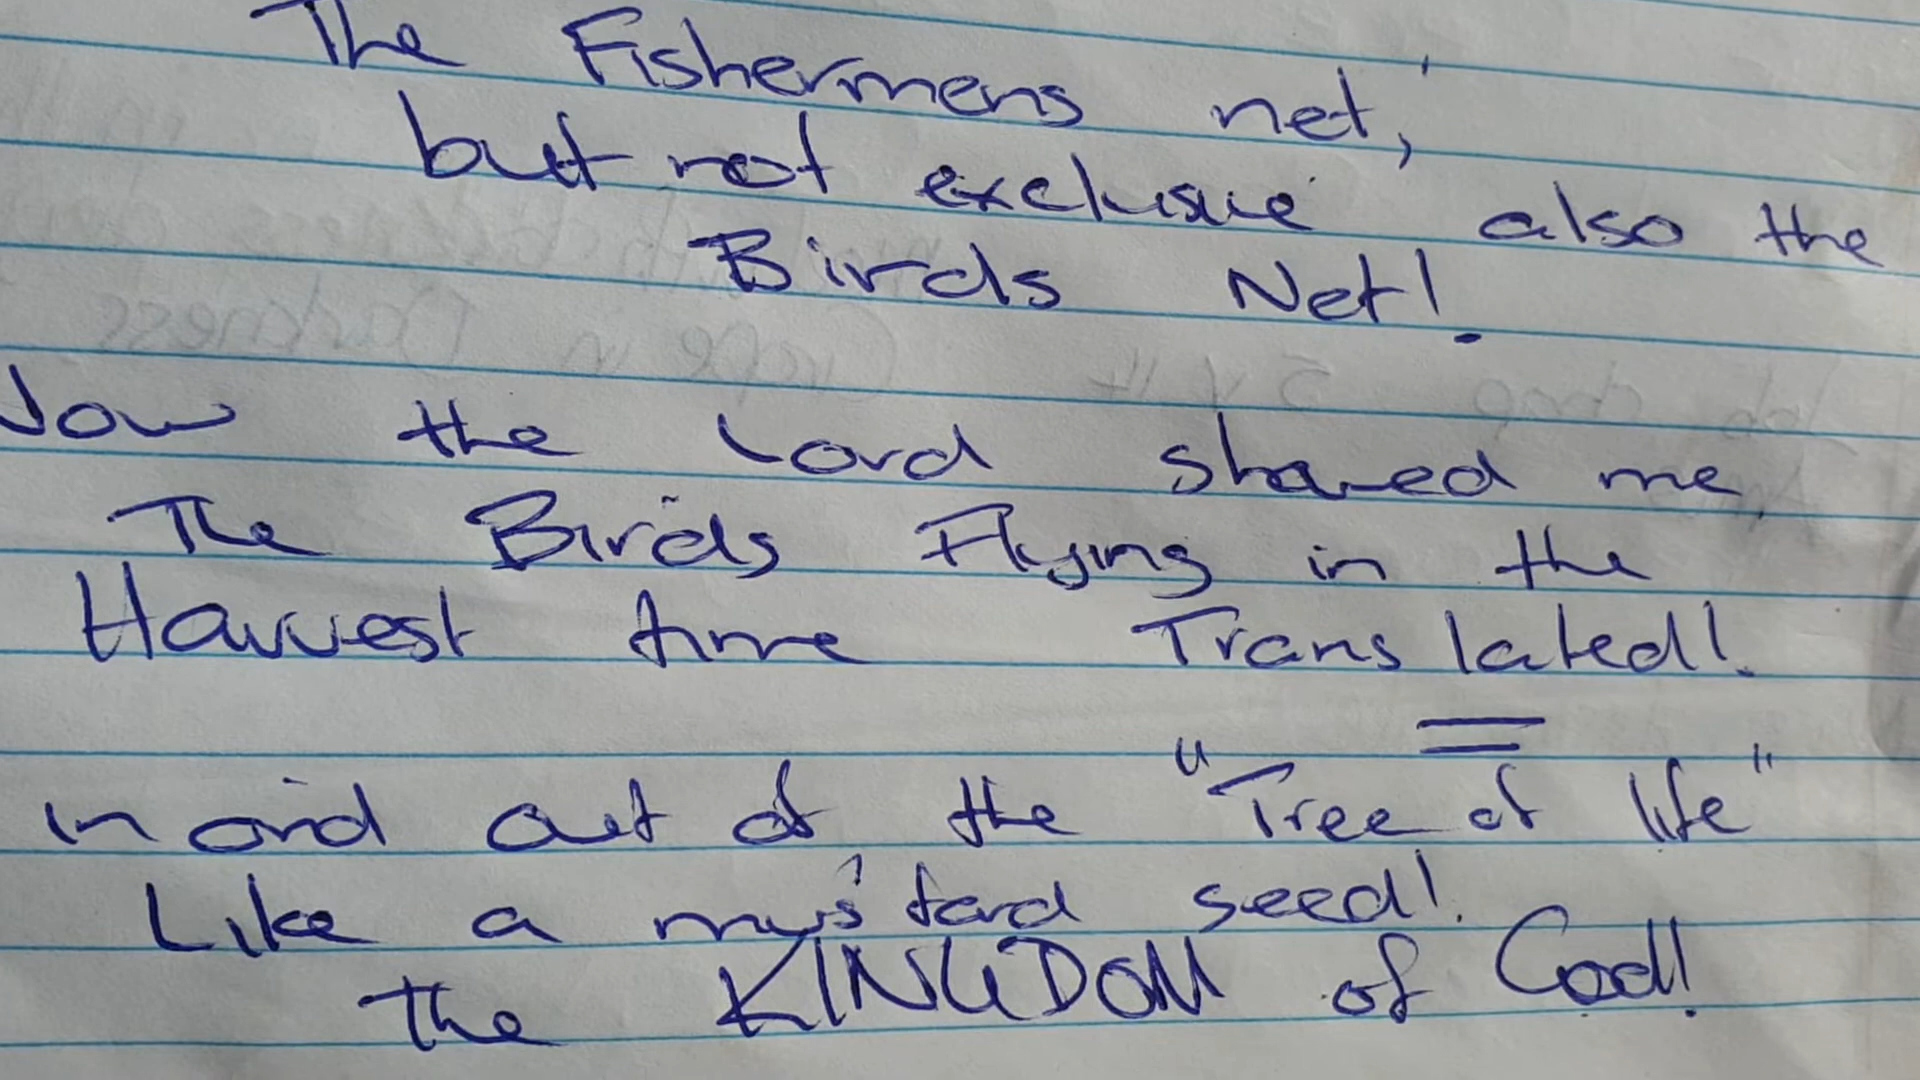 The Fishermens net,
but not exclusive also the
Birds Net!
Now the Lord shared me
The Birds Flying in the
Harvest time Translated!
in and out of the "Tree of life"
Like a mustard seed!
the KINGDOM of God!